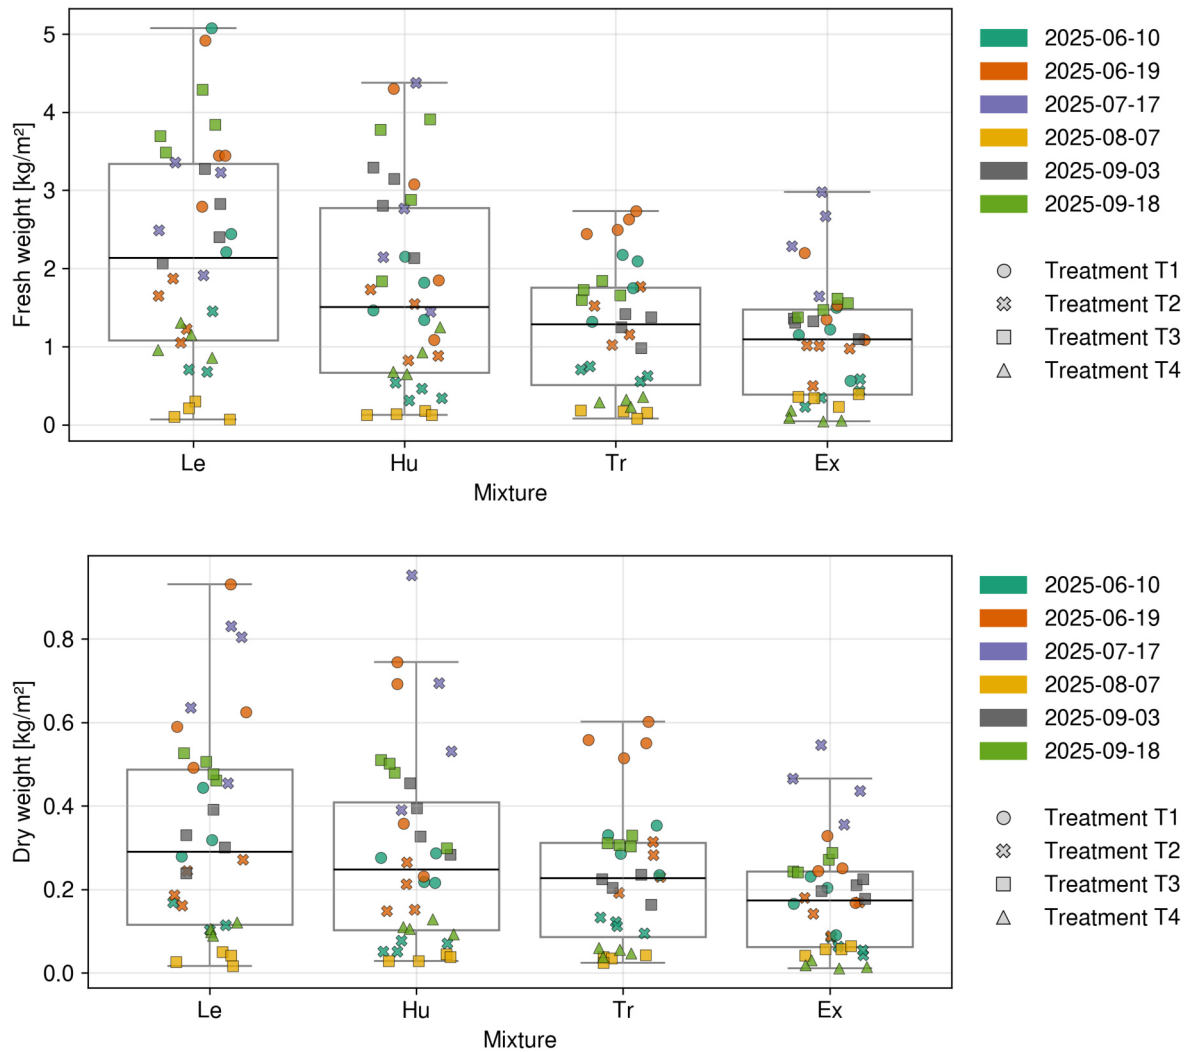 5
4
3
2
1
0
Fresh weight [kg/m²]
Le Hu Tr Ex
Mixture
2025-06-10
2025-06-19
2025-07-17
2025-08-07
2025-09-03
2025-09-18
Treatment T1
Treatment T2
Treatment T3
Treatment T4
0.8
0.6
0.4
0.2
0.0
Dry weight [kg/m²]
Le Hu Tr Ex
Mixture
2025-06-10
2025-06-19
2025-07-17
2025-08-07
2025-09-03
2025-09-18
Treatment T1
Treatment T2
Treatment T3
Treatment T4